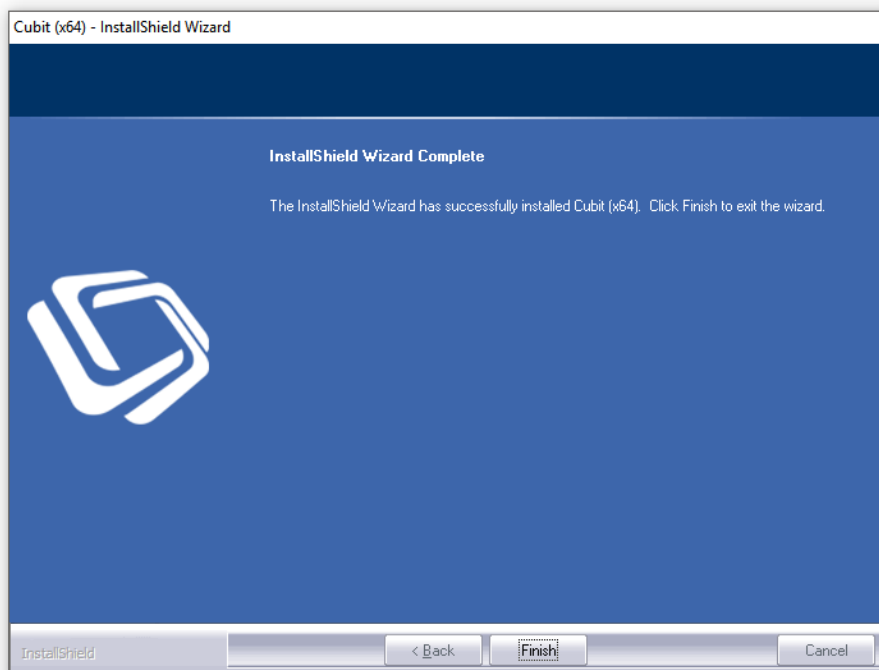 Cubit (x64) - InstallShield Wizard
InstallShield Wizard Complete
The InstallShield Wizard has successfully installed Cubit (x64). Click Finish to exit the wizard.
InstallShield
< Back
Finish
Cancel